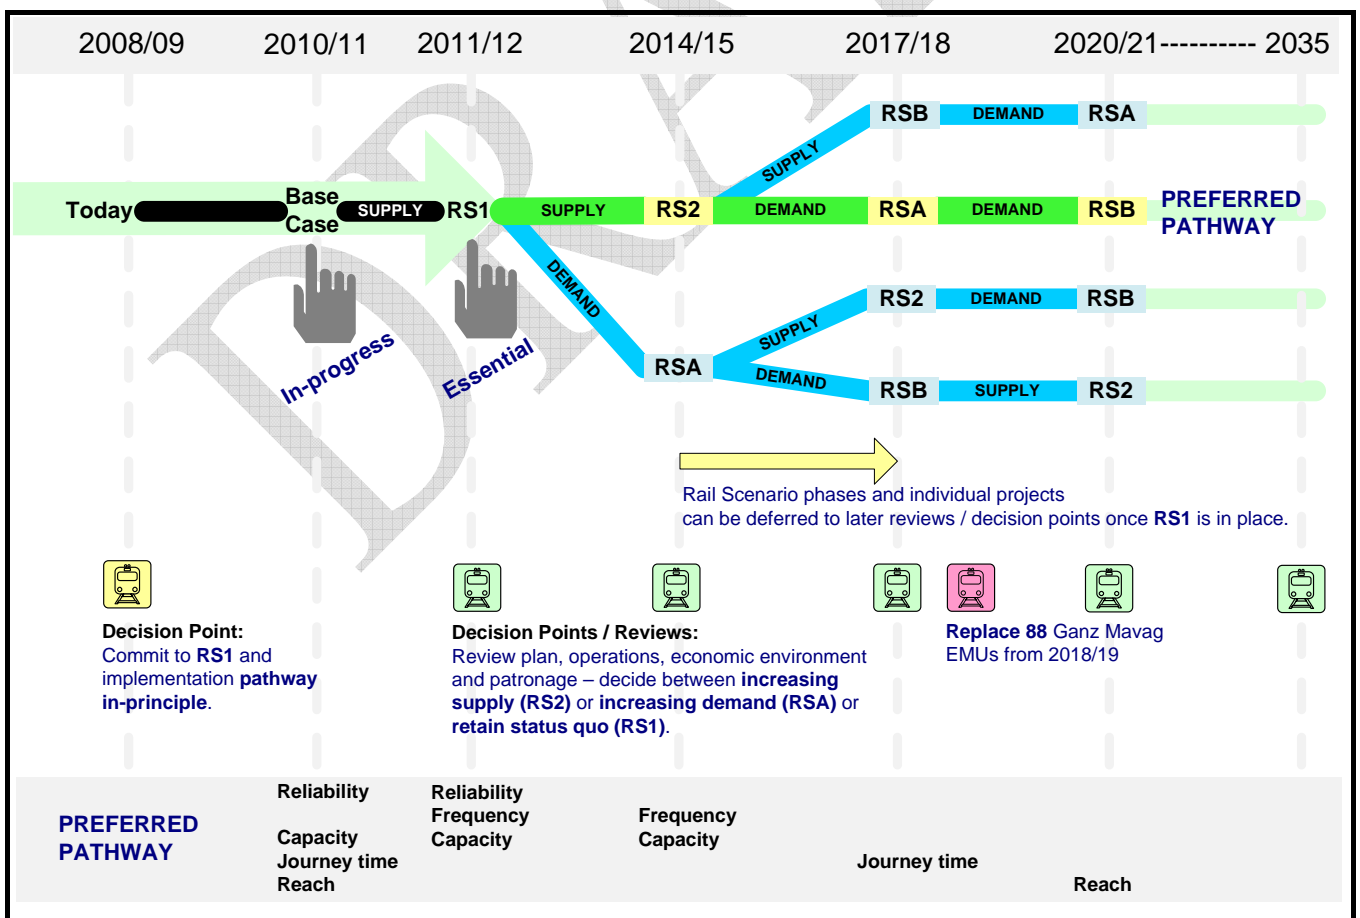 2008/09 2010/11 2011/12 2014/15 2017/18 2020/21---------- 2035
RSB DEMAND RSA
SUPPLY
Today Base Case SUPPLY RS1 SUPPLY RS2 DEMAND RSA DEMAND RSB PREFERRED PATHWAY
DEMAND
RS2 DEMAND RSB
SUPPLY
In-progress
Essential
RSA
DEMAND
RSB SUPPLY RS2
Rail Scenario phases and individual projects
can be deferred to later reviews / decision points once RS1 is in place.
Decision Point:
Commit to RS1 and
implementation pathway
in-principle.
Decision Points / Reviews:
Review plan, operations, economic environment
and patronage – decide between increasing
supply (RS2) or increasing demand (RSA) or
retain status quo (RS1).
Replace 88 Ganz Mavag
EMUs from 2018/19
PREFERRED
PATHWAY
Reliability
Capacity
Journey time
Reach
Reliability
Frequency
Capacity
Frequency
Capacity
Journey time
Reach
DRA